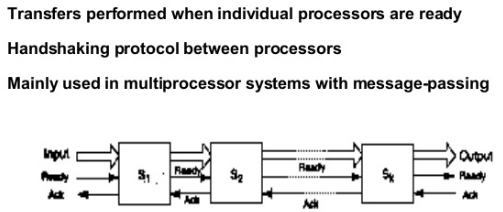 Transfers performed when individual processors are ready
Handshaking protocol between processors
Mainly used in multiprocessor systems with message-passing
Input S1 S2 Sk Output
Ready Ready Ready Ready
Ack Ack Ack Ack